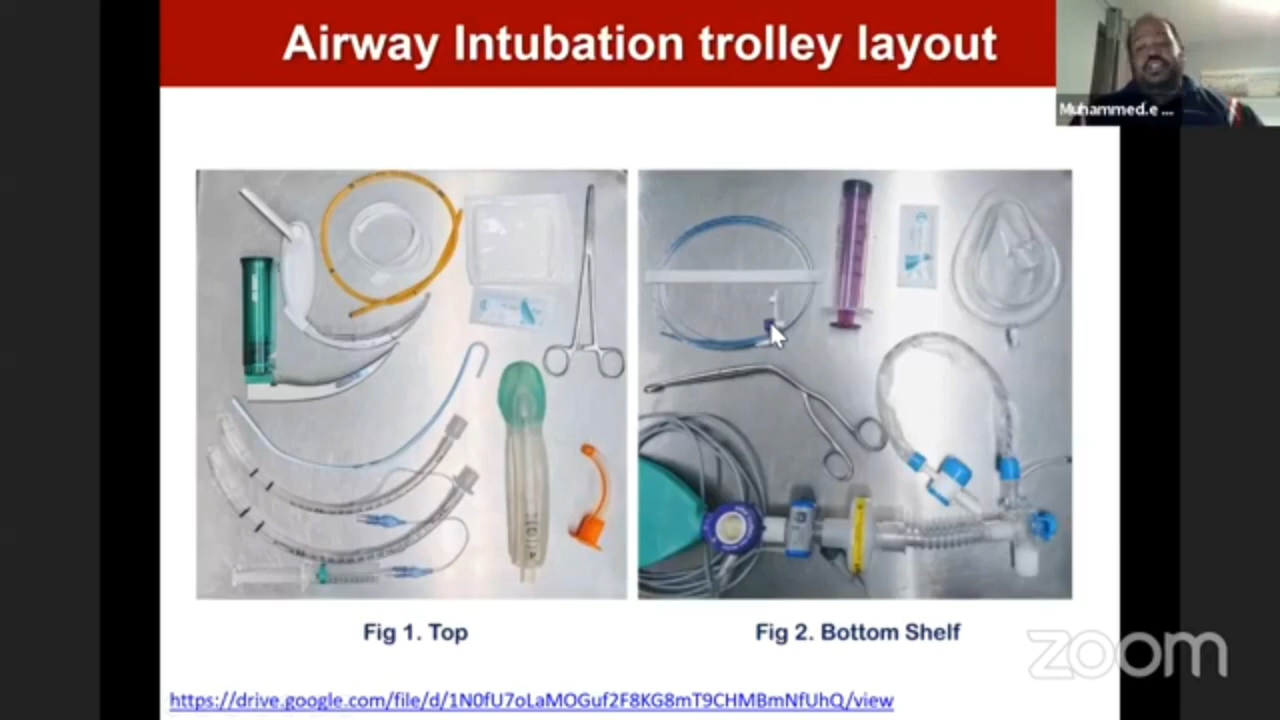 Airway Intubation trolley layout
Muhammed.e ...
Fig 1. Top
Fig 2. Bottom Shelf
zoom
https://drive.google.com/file/d/1N0fU7oLaMOGuf2F8KG8mT9CHMBmNfUhQ/view